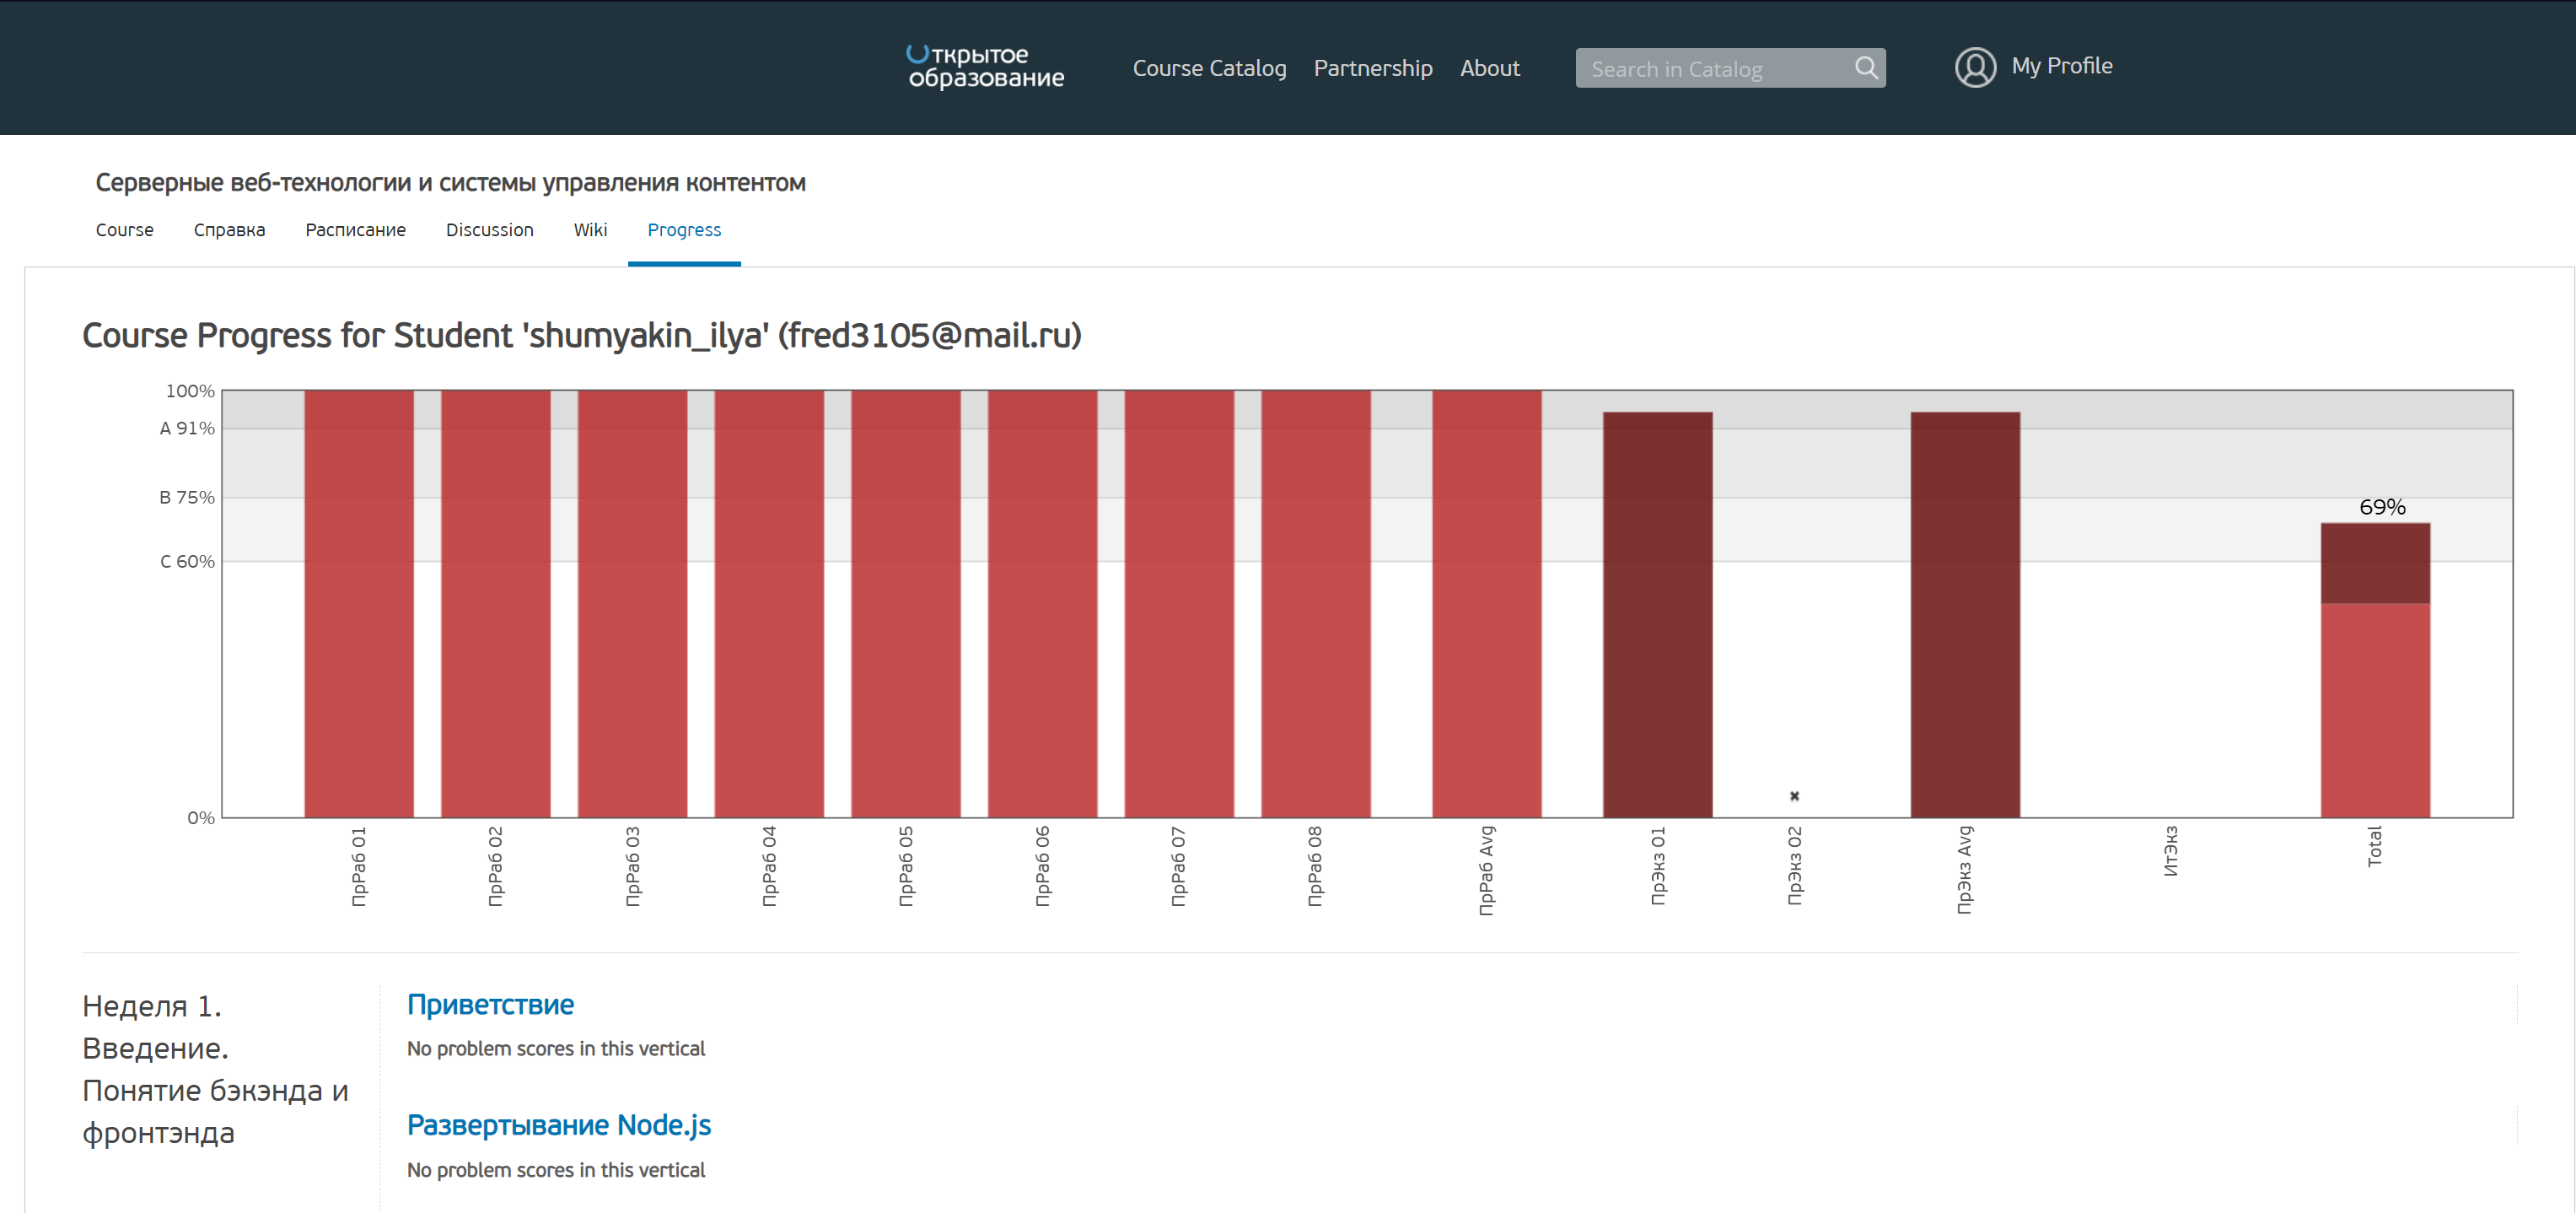 Открытое
образование
Course Catalog Partnership About Search in Catalog My Profile
Серверные веб-технологии и системы управления контентом
Course Справка Расписание Discussion Wiki Progress
Course Progress for Student 'shumyakin_ilya' (fred3105@mail.ru)
100%
A 91%
B 75%
69%
C 60%
0%
ПрРаб 01 ПрРаб 02 ПрРаб 03 ПрРаб 04 ПрРаб 05 ПрРаб 06 ПрРаб 07 ПрРаб 08 ПрРаб Avg ПрЭкз 01 ПрЭкз 02 ПрЭкз Avg ИтЭкз Total
Неделя 1.
Введение.
Понятие бэкэнда и
фронтэнда
Приветствие
No problem scores in this vertical
Развертывание Node.js
No problem scores in this vertical